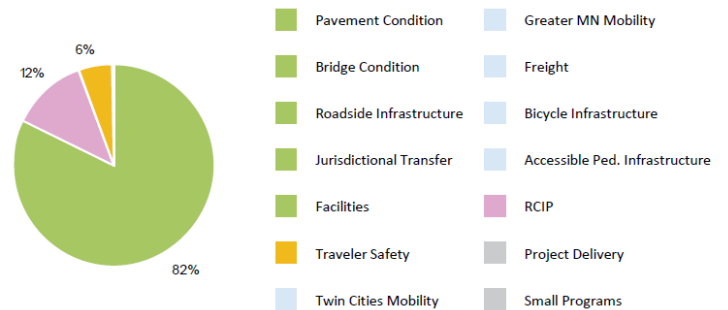 6%
12%
82%
Pavement Condition
Bridge Condition
Roadside Infrastructure
Jurisdictional Transfer
Facilities
Traveler Safety
Twin Cities Mobility
Greater MN Mobility
Freight
Bicycle Infrastructure
Accessible Ped. Infrastructure
RCIP
Project Delivery
Small Programs